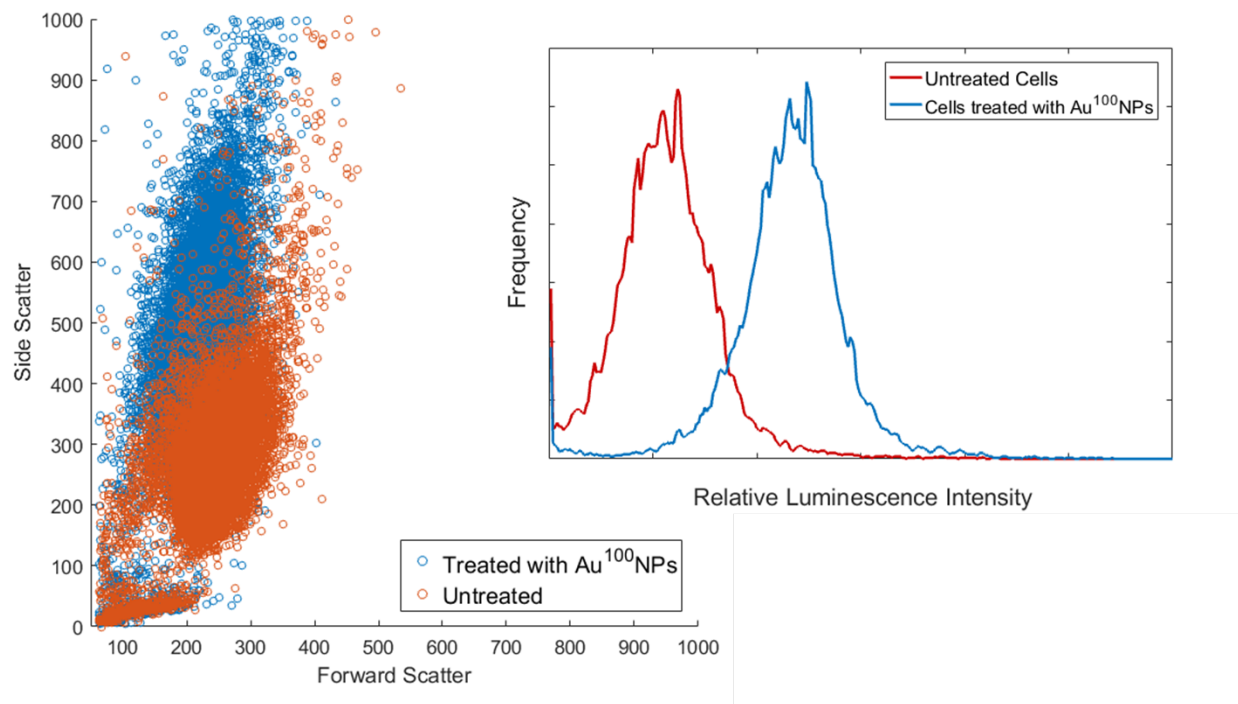 1000
900
800
700
600
500
400
300
200
100
0
Side Scatter
100 200 300 400 500 600 700 800 900 1000
Forward Scatter
Treated with Au¹⁰⁰NPs
Untreated
Frequency
Untreated Cells
Cells treated with Au¹⁰⁰NPs
Relative Luminescence Intensity